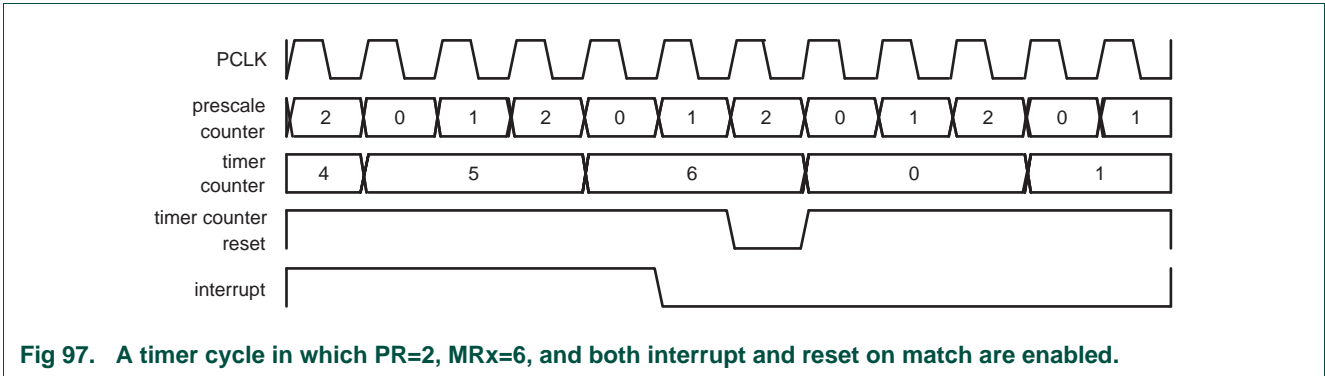 PCLK
prescale
counter
2 0 1 2 0 1 2 0 1 2 0 1
timer
counter
4 5 6 0 1
timer counter
reset
interrupt
Fig 97. A timer cycle in which PR=2, MRx=6, and both interrupt and reset on match are enabled.